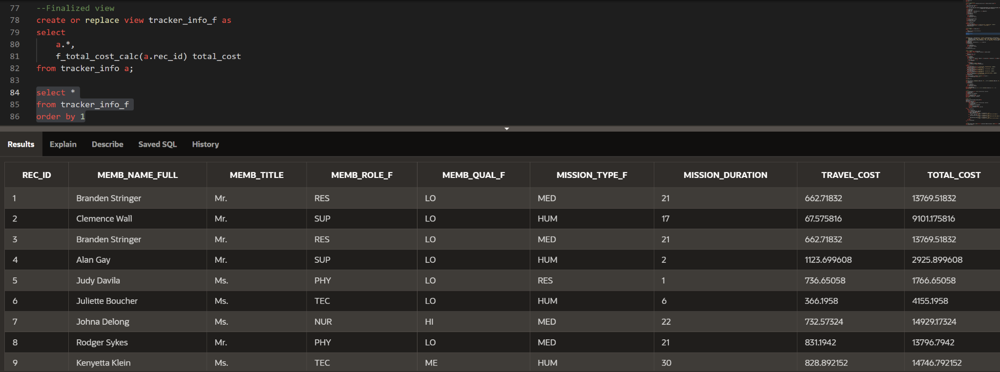 77 --Finalized view
78 create or replace view tracker_info_f as
79 select
80 a.*,
81 f_total_cost_calc(a.rec_id) total_cost
82 from tracker_info a;
83
84 select *
85 from tracker_info_f
86 order by 1
Results Explain Describe Saved SQL History
REC_ID MEMB_NAME_FULL MEMB_TITLE MEMB_ROLE_F MEMB_QUAL_F MISSION_TYPE_F MISSION_DURATION TRAVEL_COST TOTAL_COST
1 Branden Stringer Mr. RES LO MED 21 662.71832 13769.51832
2 Clemence Wall Mr. SUP LO HUM 17 67.575816 9101.175816
3 Branden Stringer Mr. RES LO MED 21 662.71832 13769.51832
4 Alan Gay Mr. SUP LO HUM 2 1123.699608 2925.899608
5 Judy Davila Ms. PHY LO RES 1 736.65058 1766.65058
6 Juliette Boucher Ms. TEC LO HUM 6 366.1958 4155.1958
7 Johna Delong Ms. NUR HI MED 22 732.57324 14929.17324
8 Rodger Sykes Mr. PHY LO MED 21 831.1942 13796.7942
9 Kenyetta Klein Ms. TEC ME HUM 30 828.892152 14746.792152